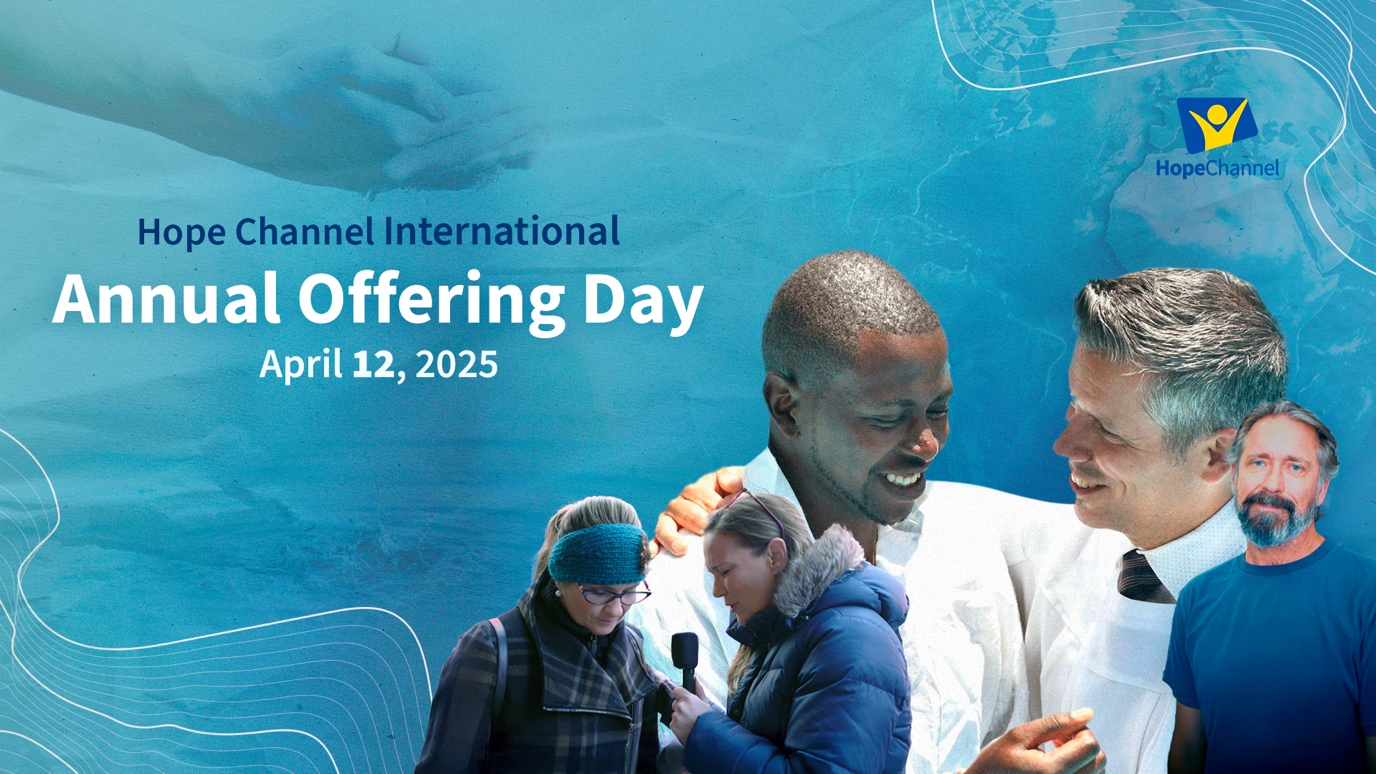 HopeChannel
Hope Channel International
Annual Offering Day
April 12, 2025